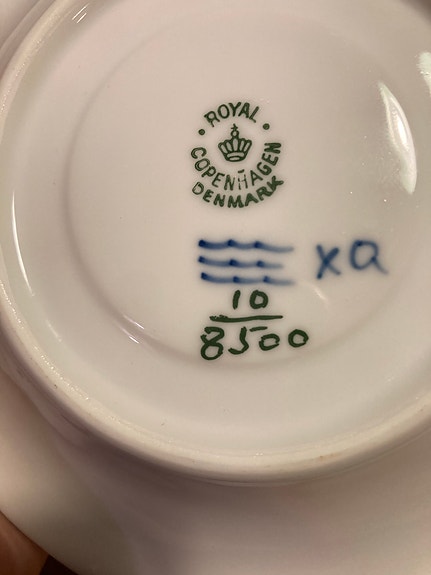 ROYAL
COPENHAGEN
DENMARK
XQ
10
8500